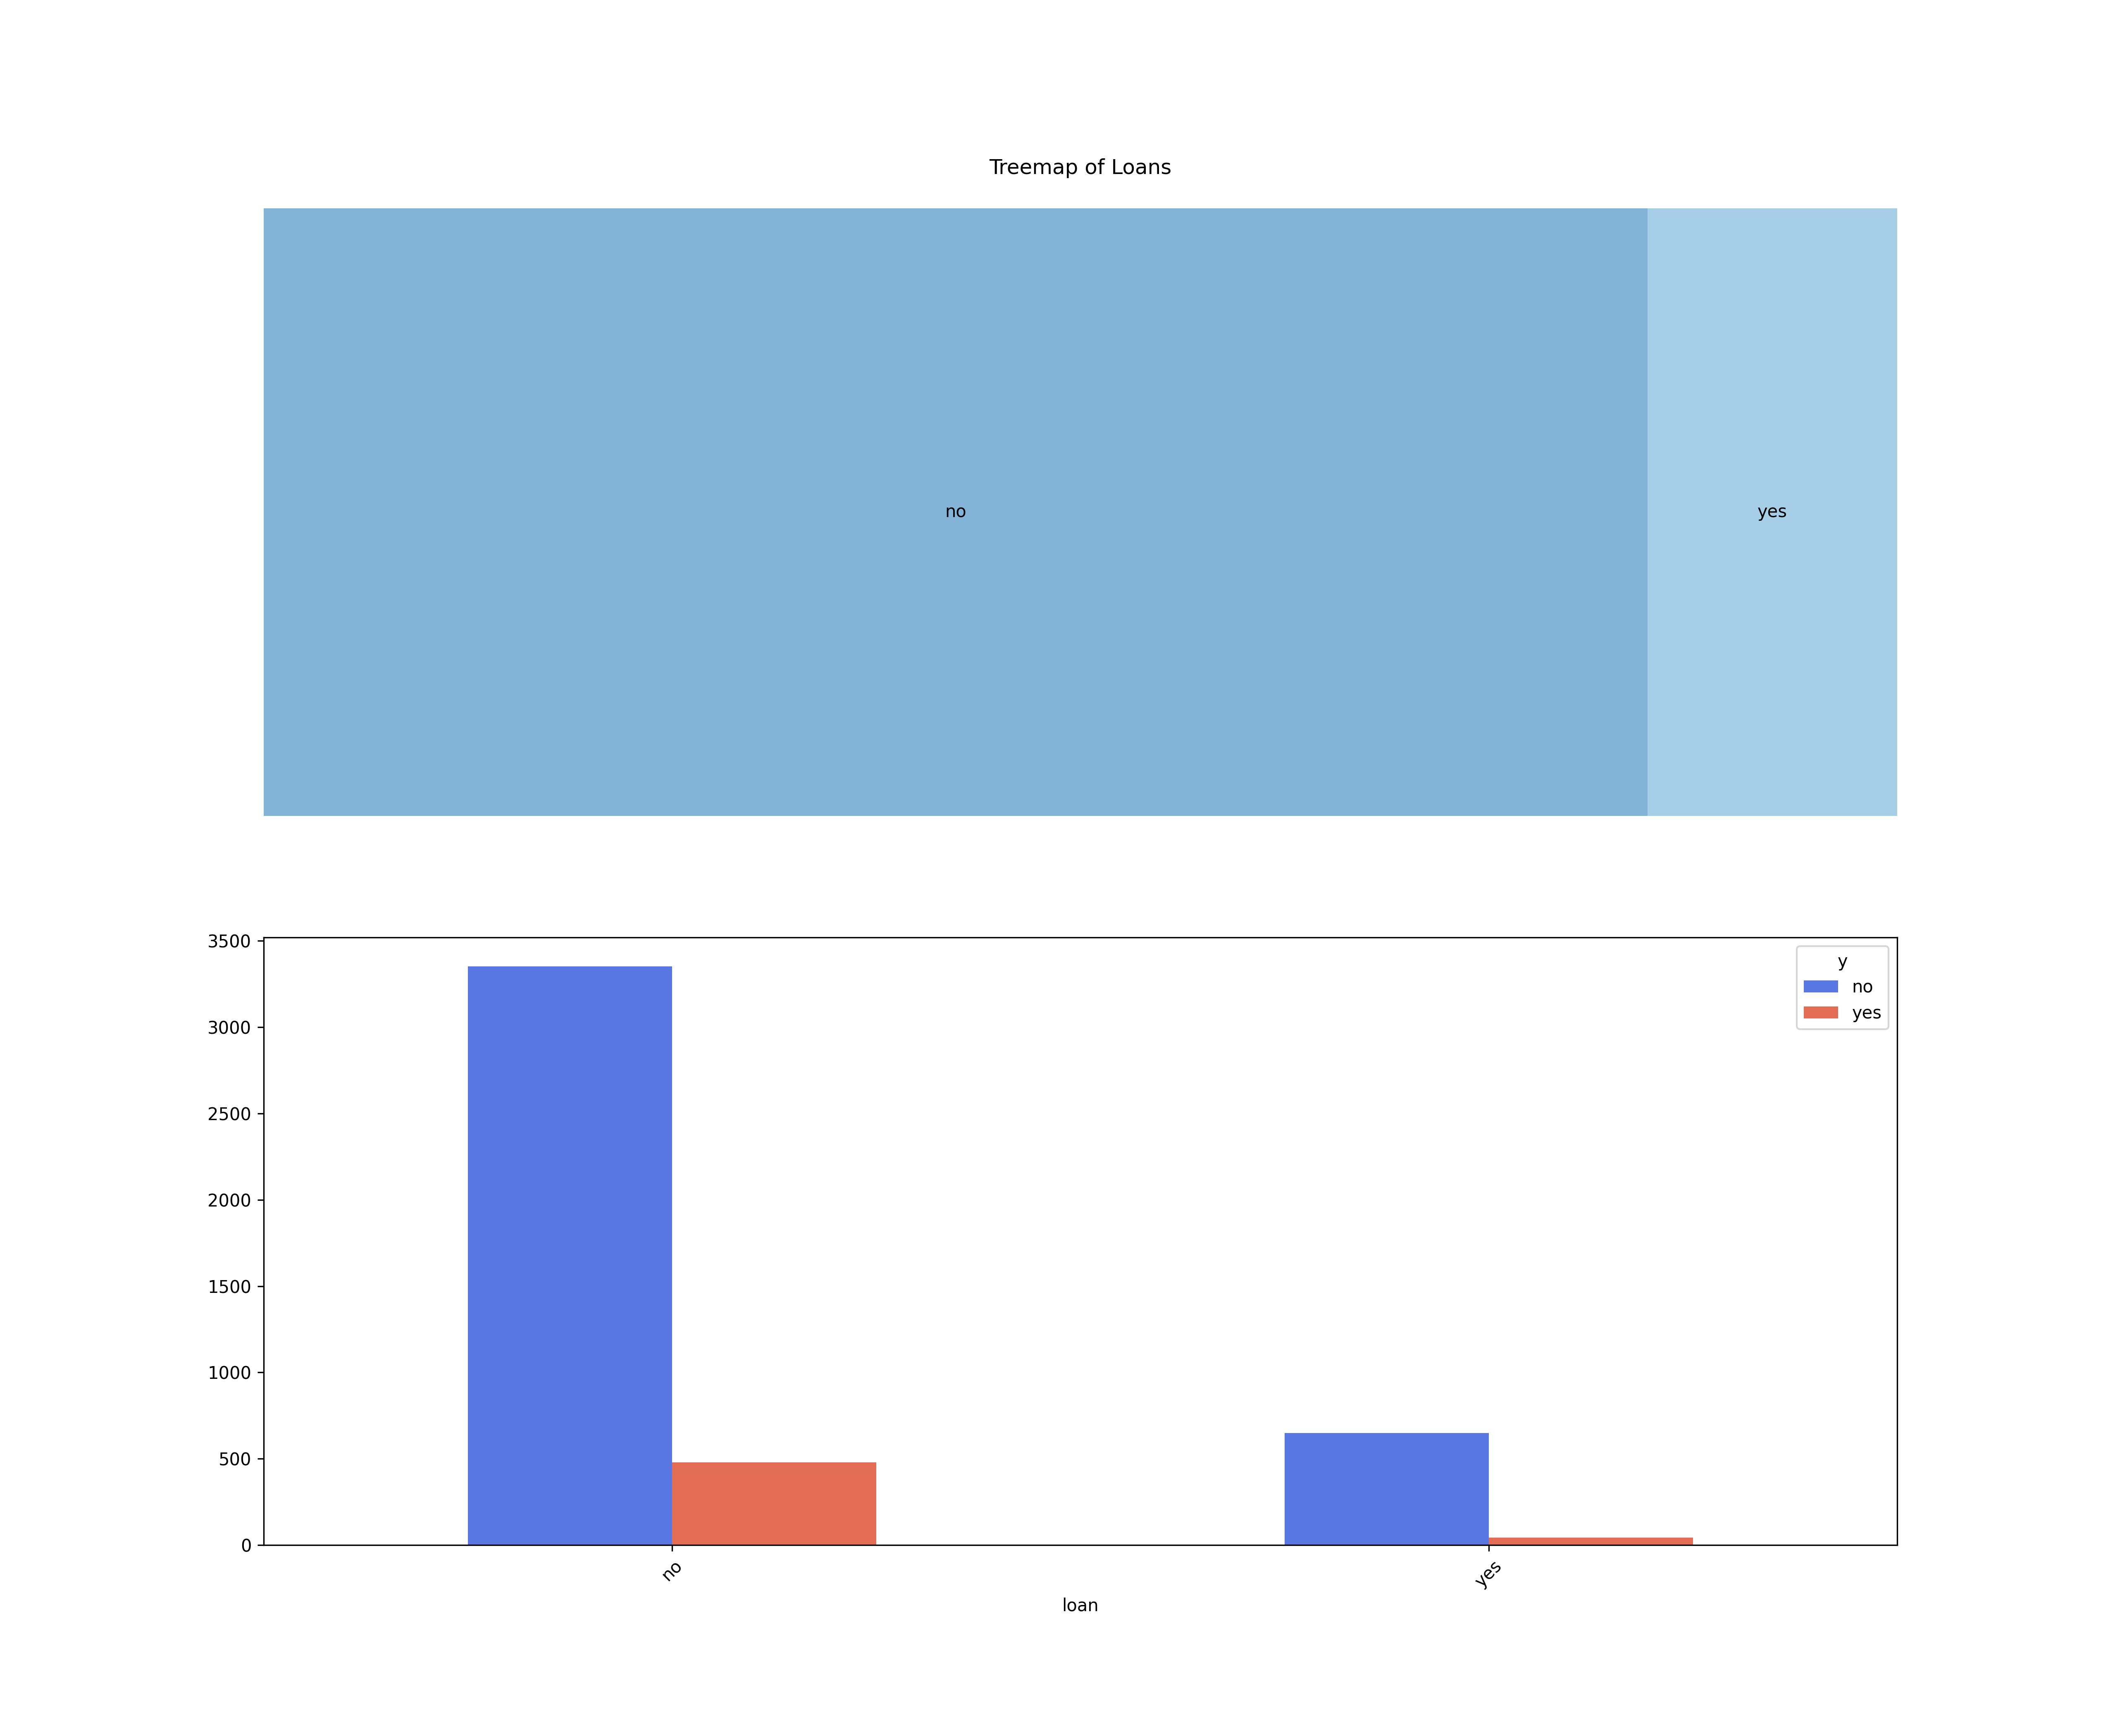 Treemap of Loans
no
yes
3500
3000
2500
2000
1500
1000
500
0
y
no
yes
no
yes
loan